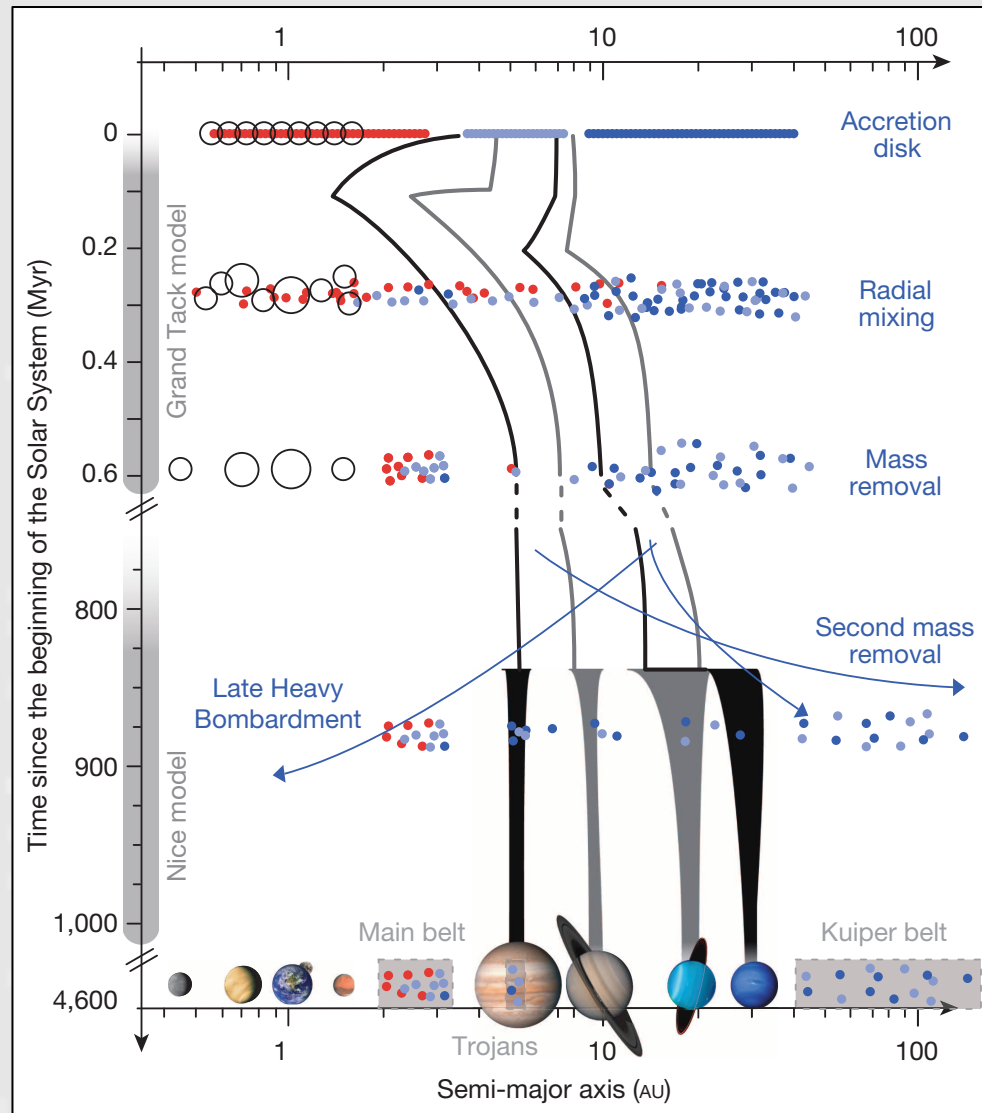 1 10 100
0
Accretion
disk
0.2
Radial
mixing
0.4
Mass
removal
0.6
Grand Tack model
Time since the beginning of the Solar System (Myr)
800
Second mass
removal
Late Heavy
Bombardment
900
Nice model
1,000
Main belt
Kuiper belt
4,600
Trojans
1 10 100
Semi-major axis (AU)